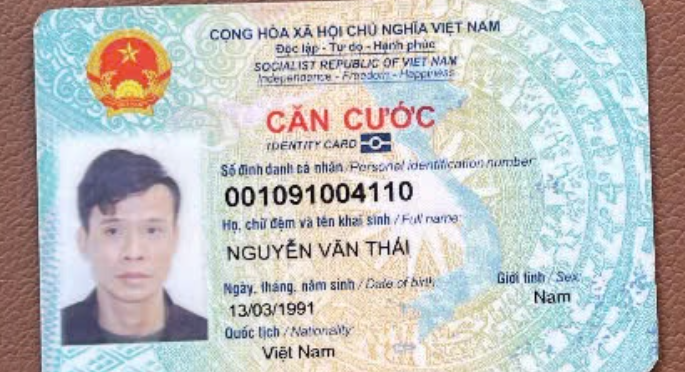 CỘNG HÒA XÃ HỘI CHỦ NGHĨA VIỆT NAM
Độc lập - Tự do - Hạnh phúc
SOCIALIST REPUBLIC OF VIET NAM
Independence - Freedom - Happiness
CĂN CƯỚC
IDENTITY CARD
Số định danh cá nhân / Personal identification number:
001091004110
Họ, chữ đệm và tên khai sinh / Full name:
NGUYỄN VĂN THÁI
Ngày, tháng, năm sinh / Date of birth:
Giới tính / Sex:
13/03/1991
Nam
Quốc tịch / Nationality:
Việt Nam